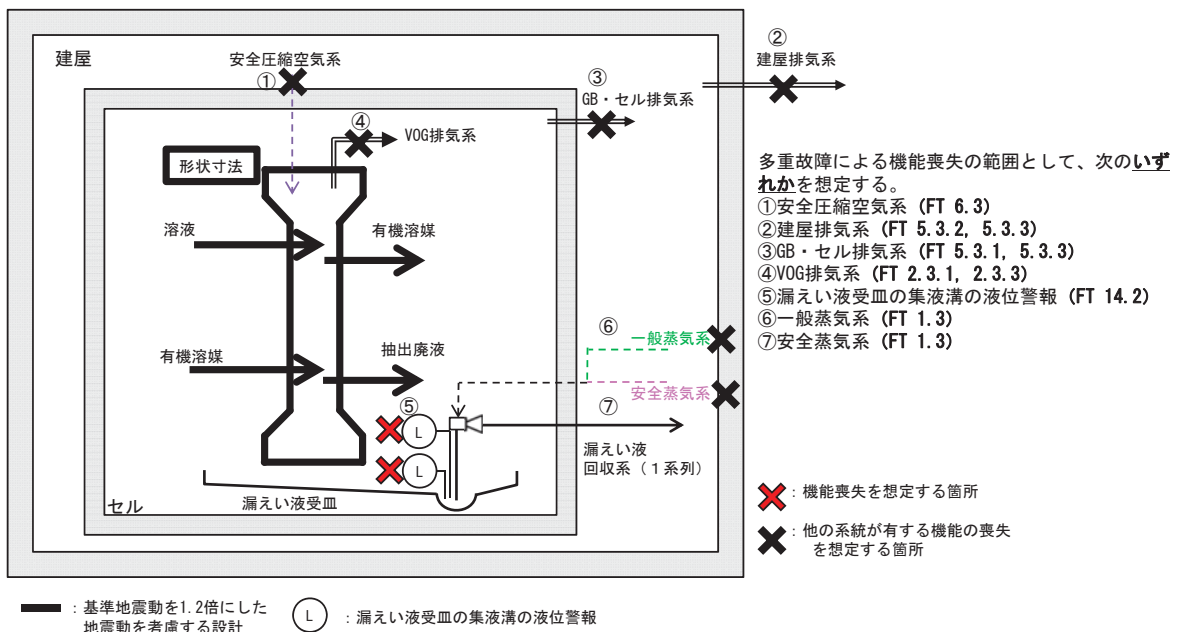 建屋
安全圧縮空気系
①
②
建屋排気系
③
GB・セル排気系
④
VOG排気系
形状寸法
溶液
有機溶媒
有機溶媒
抽出廃液
⑤
L
L
⑥
一般蒸気系
安全蒸気系
⑦
漏えい液
回収系（１系列）
漏えい液受皿
セル
多重故障による機能喪失の範囲として、次のいず
れかを想定する。
①安全圧縮空気系 (FT 6.3)
②建屋排気系 (FT 5.3.2, 5.3.3)
③GB・セル排気系 (FT 5.3.1, 5.3.3)
④VOG排気系 (FT 2.3.1, 2.3.3)
⑤漏えい液受皿の集液溝の液位警報 (FT 14.2)
⑥一般蒸気系 (FT 1.3)
⑦安全蒸気系 (FT 1.3)
：機能喪失を想定する箇所
：他の系統が有する機能の喪失
を想定する箇所
：基準地震動を1.2倍にした
地震動を考慮する設計
L ：漏えい液受皿の集液溝の液位警報